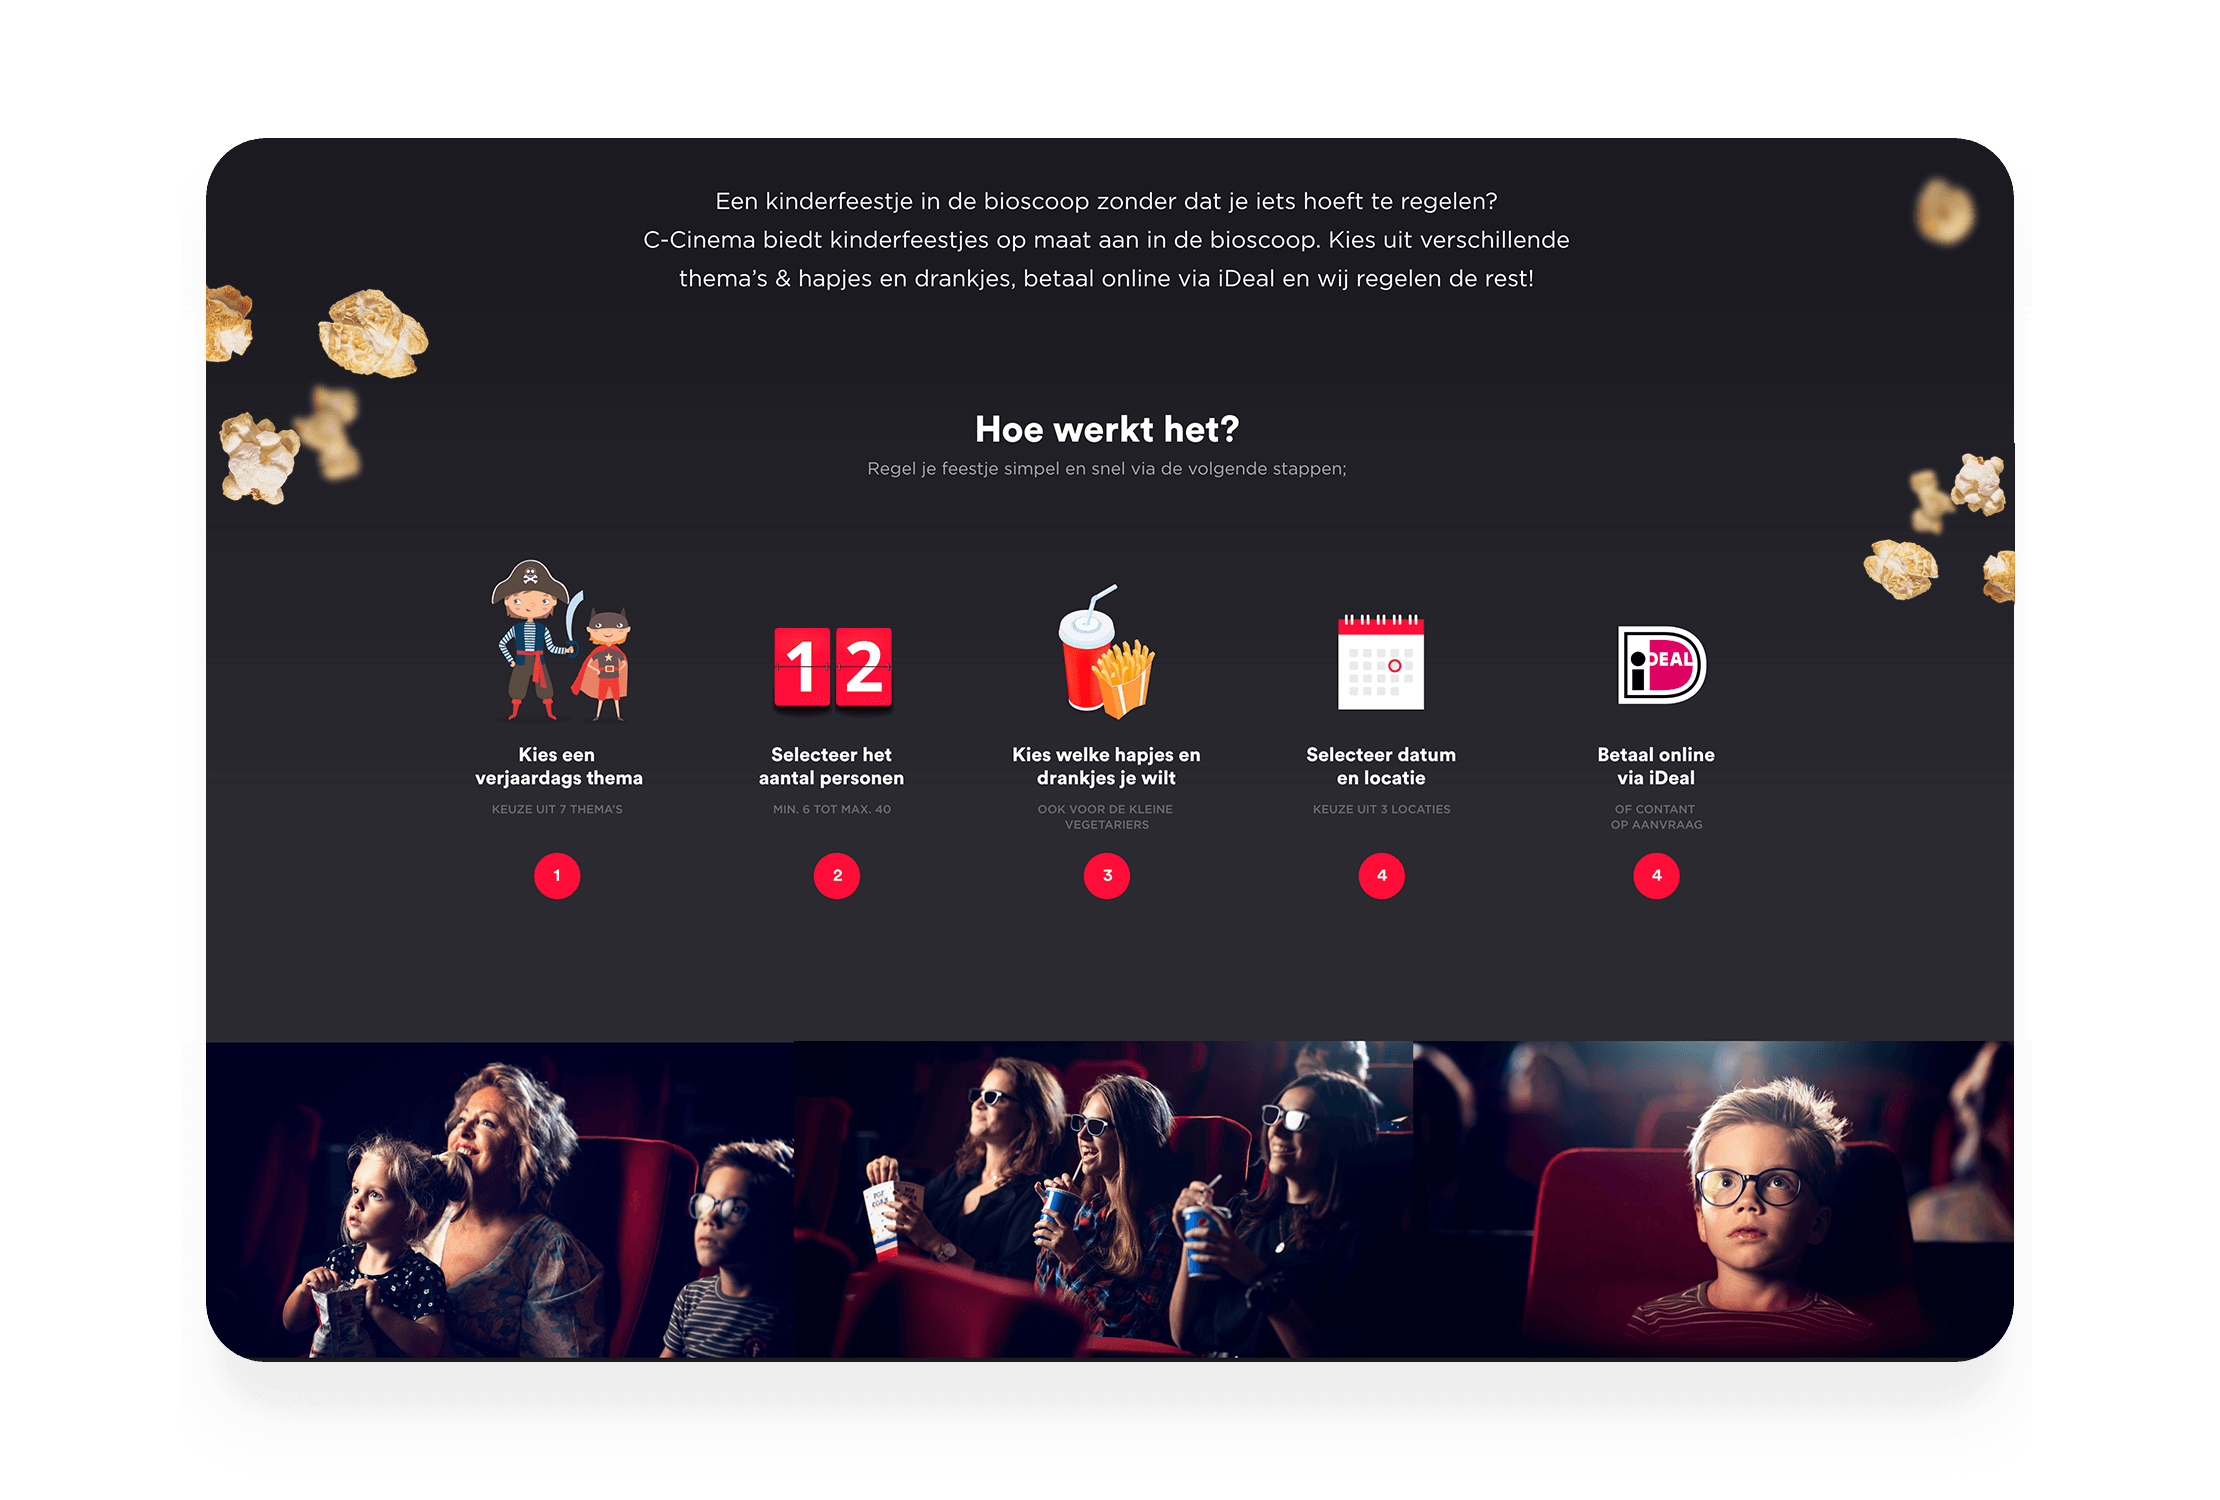 Een kinderfeestje in de bioscoop zonder dat je iets hoeft te regelen?
C-Cinema biedt kinderfeestjes op maat aan in de bioscoop. Kies uit verschillende
thema’s & hapjes en drankjes, betaal online via iDeal en wij regelen de rest!
Hoe werkt het?
Regel je feestje simpel en snel via de volgende stappen;
12
iDEAL
Kies een
verjaardags thema
KEUZE UIT 7 THEMA’S
1
Selecteer het
aantal personen
MIN. 6 TOT MAX. 40
2
Kies welke hapjes en
drankjes je wilt
OOK VOOR DE KLEINE
VEGETARIERS
3
Selecteer datum
en locatie
KEUZE UIT 3 LOCATIES
4
Betaal online
via iDeal
OF CONTANT
OP AANVRAAG
4
POP
CORN